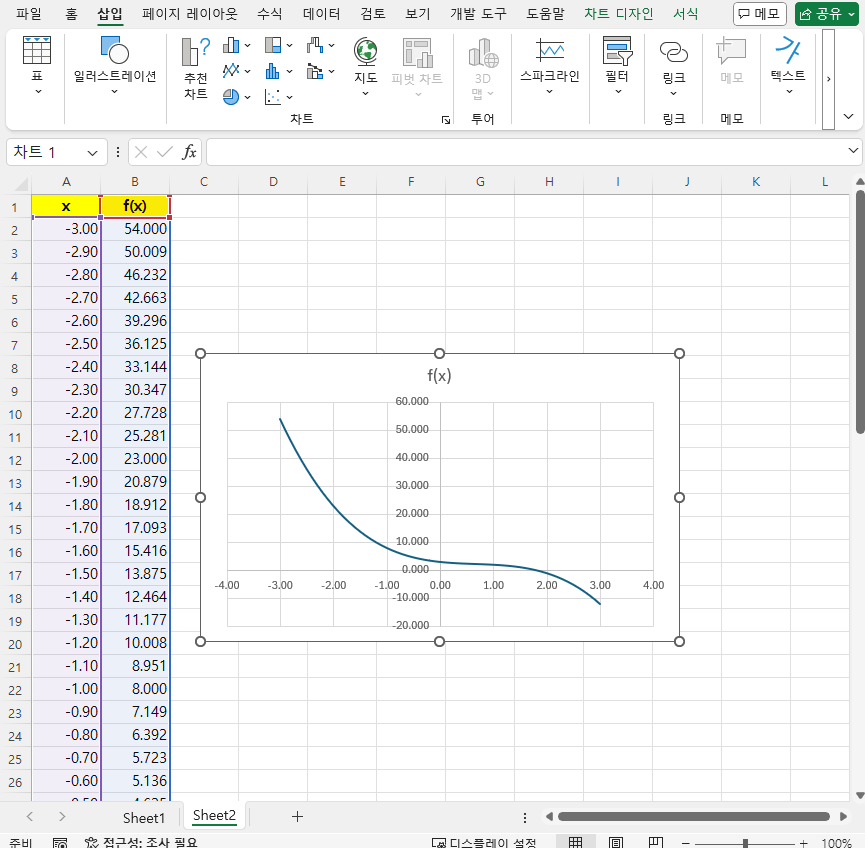 파일 홈 삽입 페이지 레이아웃 수식 데이터 검토 보기 개발 도구 도움말 차트 디자인 서식 메모 공유
표 일러스트레이션 추천 차트 지도 피벗 차트 3D 맵 스파크라인 필터 링크 메모 텍스트
차트 투어 링크 메모
차트 1 fx
A B C D E F G H I J K L
1 x f(x)
2 -3.00 54.000
3 -2.90 50.009
4 -2.80 46.232
5 -2.70 42.663
6 -2.60 39.296
7 -2.50 36.125
8 -2.40 33.144
9 -2.30 30.347
10 -2.20 27.728
11 -2.10 25.281
12 -2.00 23.000
13 -1.90 20.879
14 -1.80 18.912
15 -1.70 17.093
16 -1.60 15.416
17 -1.50 13.875
18 -1.40 12.464
19 -1.30 11.177
20 -1.20 10.008
21 -1.10 8.951
22 -1.00 8.000
23 -0.90 7.149
24 -0.80 6.392
25 -0.70 5.723
26 -0.60 5.136
f(x)
60.000
50.000
40.000
30.000
20.000
10.000
0.000
-4.00 -3.00 -2.00 -1.00 0.00 1.00 2.00 3.00 4.00
-10.000
-20.000
Sheet1 Sheet2
준비 접근성: 조사 필요 디스플레이 설정 100%